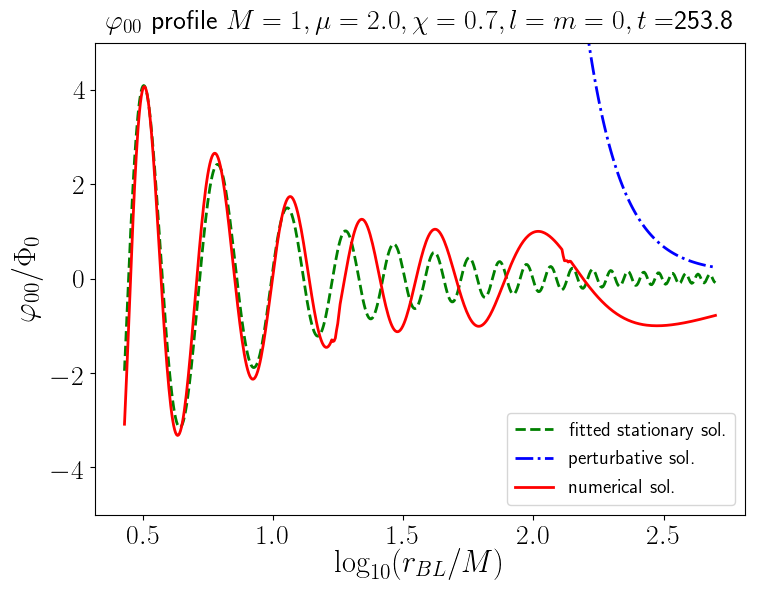 φ₀₀ profile M = 1, μ = 2.0, χ = 0.7, l = m = 0, t =253.8
φ₀₀/Φ₀
4
2
0
−2
−4
fitted stationary sol.
perturbative sol.
numerical sol.
0.5 1.0 1.5 2.0 2.5
log₁₀(r_BL/M)